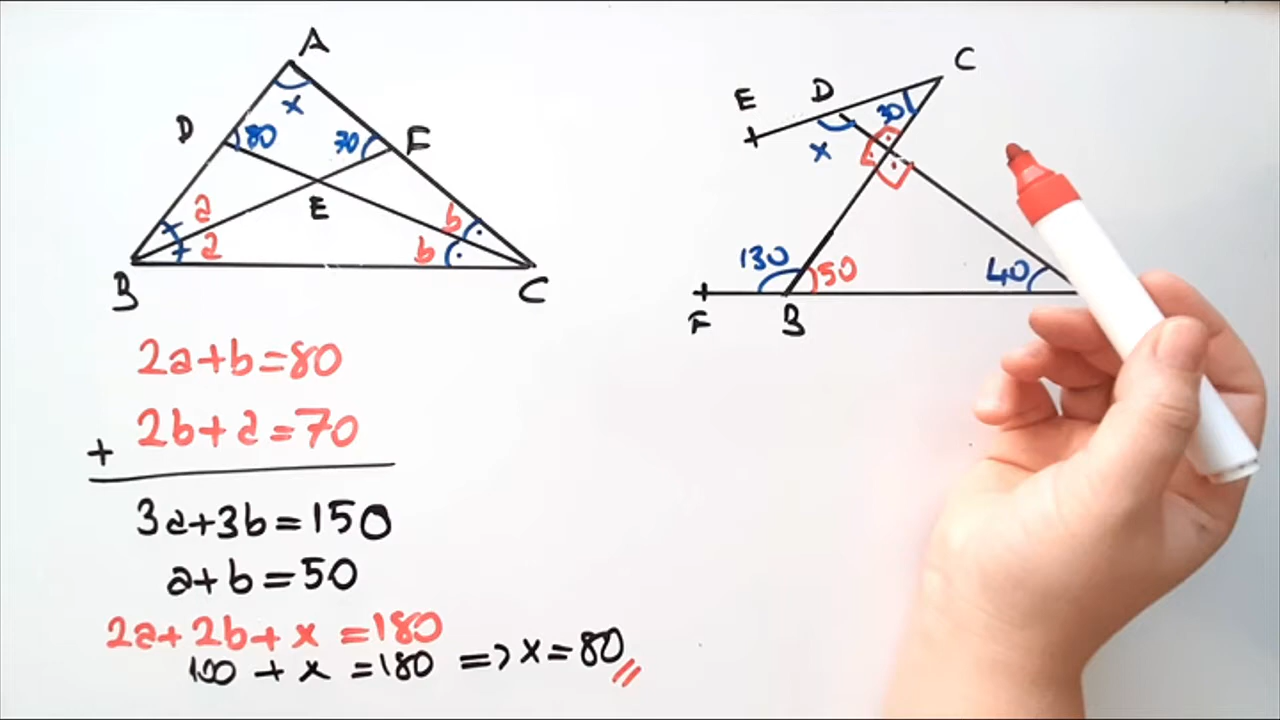 A
x
D
80
70
F
E
a
a
b
b
B
C
2a+b=80
2b+a=70
+
3a+3b=150
a+b=50
2a+2b+x=180
100+x=180 => x=80
C
D
E
30
x
130
50
40
F
B